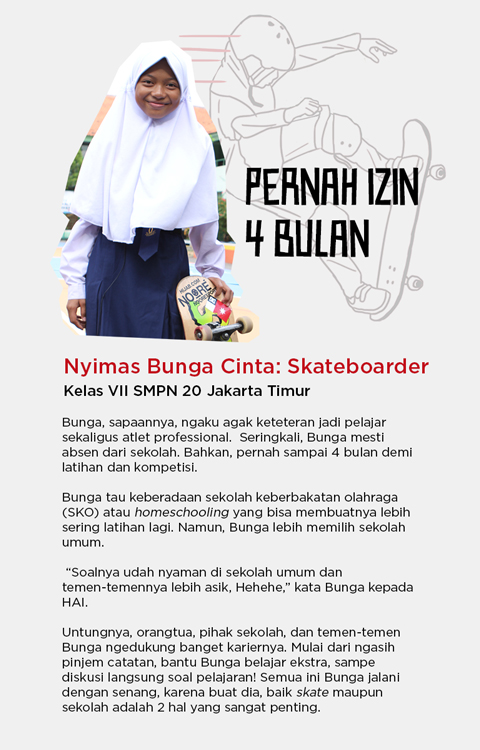 PERNAH IZIN
4 BULAN
NOORE
Nyimas Bunga Cinta: Skateboarder
Kelas VII SMPN 20 Jakarta Timur
Bunga, sapaannya, ngaku agak keteteran jadi pelajar
sekaligus atlet professional.  Seringkali, Bunga mesti
absen dari sekolah. Bahkan, pernah sampai 4 bulan demi
latihan dan kompetisi.
Bunga tau keberadaan sekolah keberbakatan olahraga
(SKO) atau homeschooling yang bisa membuatnya lebih
sering latihan lagi. Namun, Bunga lebih memilih sekolah
umum.
“Soalnya udah nyaman di sekolah umum dan
temen-temennya lebih asik, Hehehe,” kata Bunga kepada
HAI.
Untungnya, orangtua, pihak sekolah, dan temen-temen
Bunga ngedukung banget kariernya. Mulai dari ngasih
pinjem catatan, bantu Bunga belajar ekstra, sampe
diskusi langsung soal pelajaran! Semua ini Bunga jalani
dengan senang, karena buat dia, baik skate maupun
sekolah adalah 2 hal yang sangat penting.